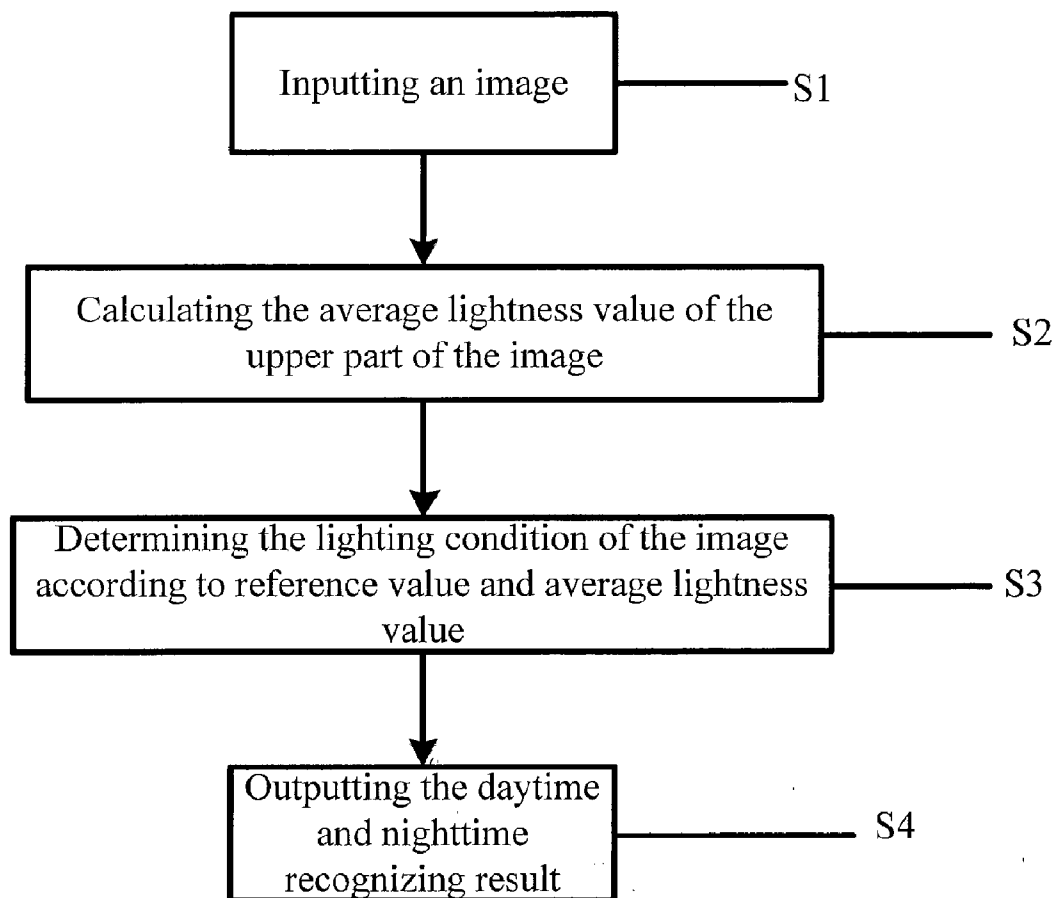 Inputting an image
S1
Calculating the average lightness value of the
upper part of the image
S2
Determining the lighting condition of the image
according to reference value and average lightness
value
S3
Outputting the daytime
and nighttime
recognizing result
S4